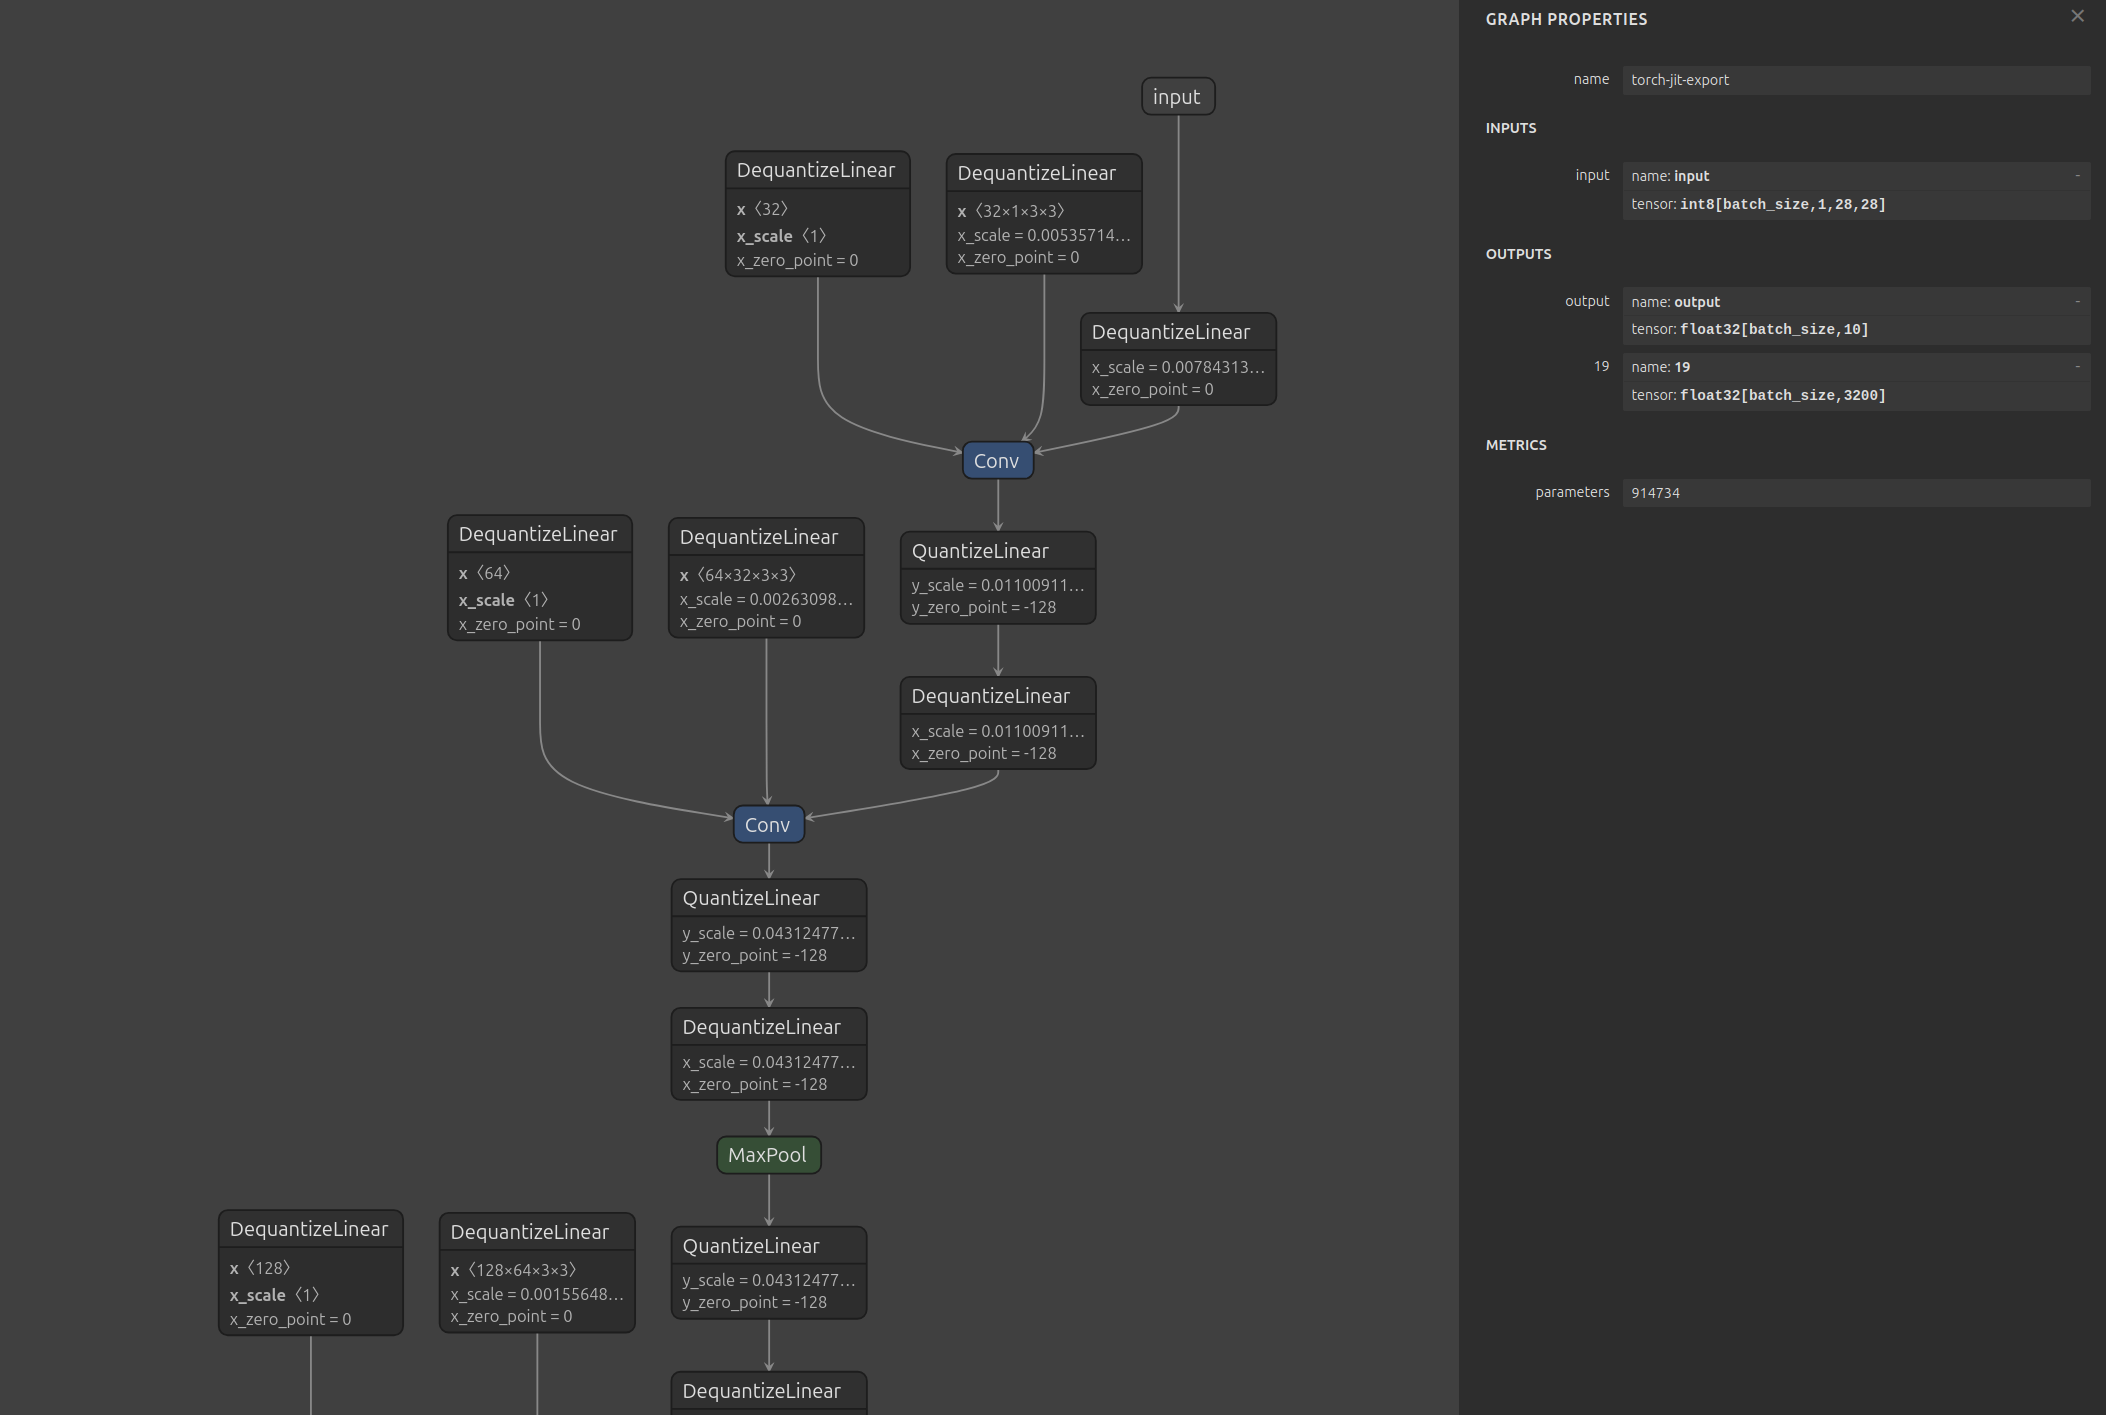 input
DequantizeLinear
x 〈32〉
x_scale 〈1〉
x_zero_point = 0
DequantizeLinear
x 〈32×1×3×3〉
x_scale = 0.00535714…
x_zero_point = 0
DequantizeLinear
x_scale = 0.00784313…
x_zero_point = 0
Conv
DequantizeLinear
x 〈64〉
x_scale 〈1〉
x_zero_point = 0
DequantizeLinear
x 〈64×32×3×3〉
x_scale = 0.00263098…
x_zero_point = 0
QuantizeLinear
y_scale = 0.01100911…
y_zero_point = -128
DequantizeLinear
x_scale = 0.01100911…
x_zero_point = -128
Conv
QuantizeLinear
y_scale = 0.04312477…
y_zero_point = -128
DequantizeLinear
x_scale = 0.04312477…
x_zero_point = -128
MaxPool
DequantizeLinear
x 〈128〉
x_scale 〈1〉
x_zero_point = 0
DequantizeLinear
x 〈128×64×3×3〉
x_scale = 0.00155648…
x_zero_point = 0
QuantizeLinear
y_scale = 0.04312477…
y_zero_point = -128
DequantizeLinear
GRAPH PROPERTIES ×
name torch-jit-export
INPUTS
input name: input -
tensor: int8[batch_size,1,28,28]
OUTPUTS
output name: output -
tensor: float32[batch_size,10]
19 name: 19 -
tensor: float32[batch_size,3200]
METRICS
parameters 914734